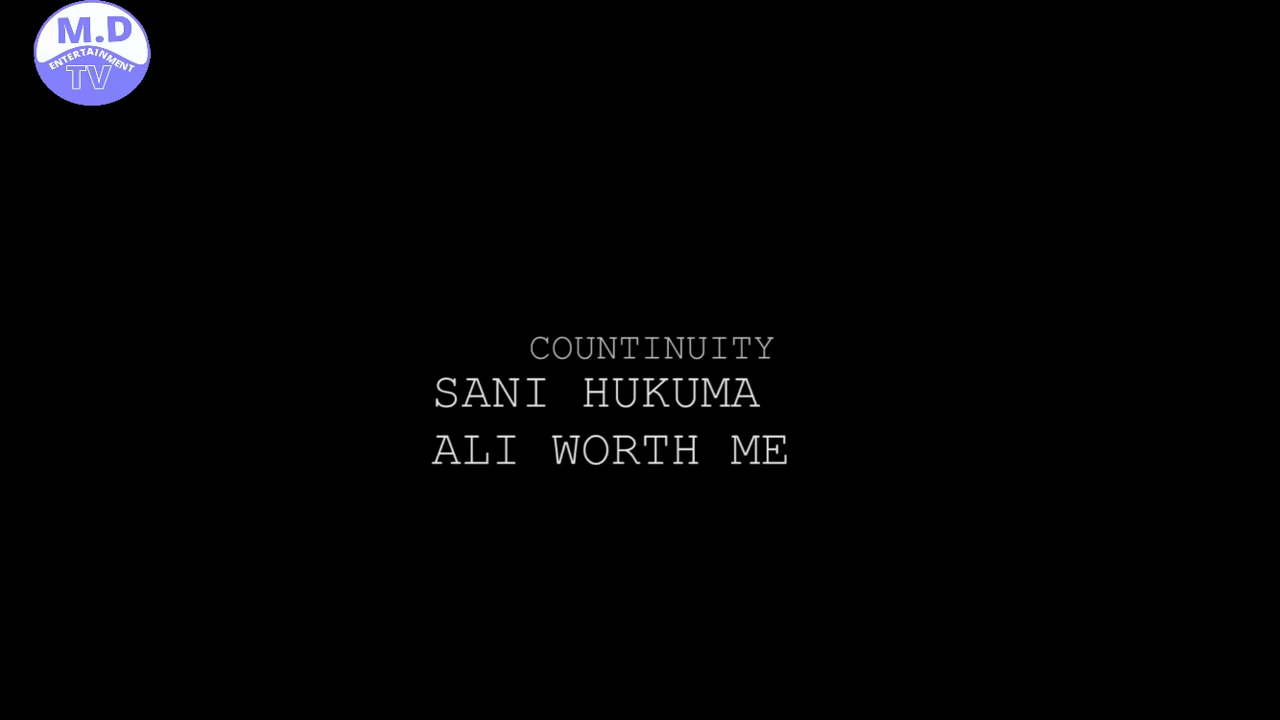 M.D
ENTERTAINMENT
TV
COUNTINUITY
SANI HUKUMA
ALI WORTH ME